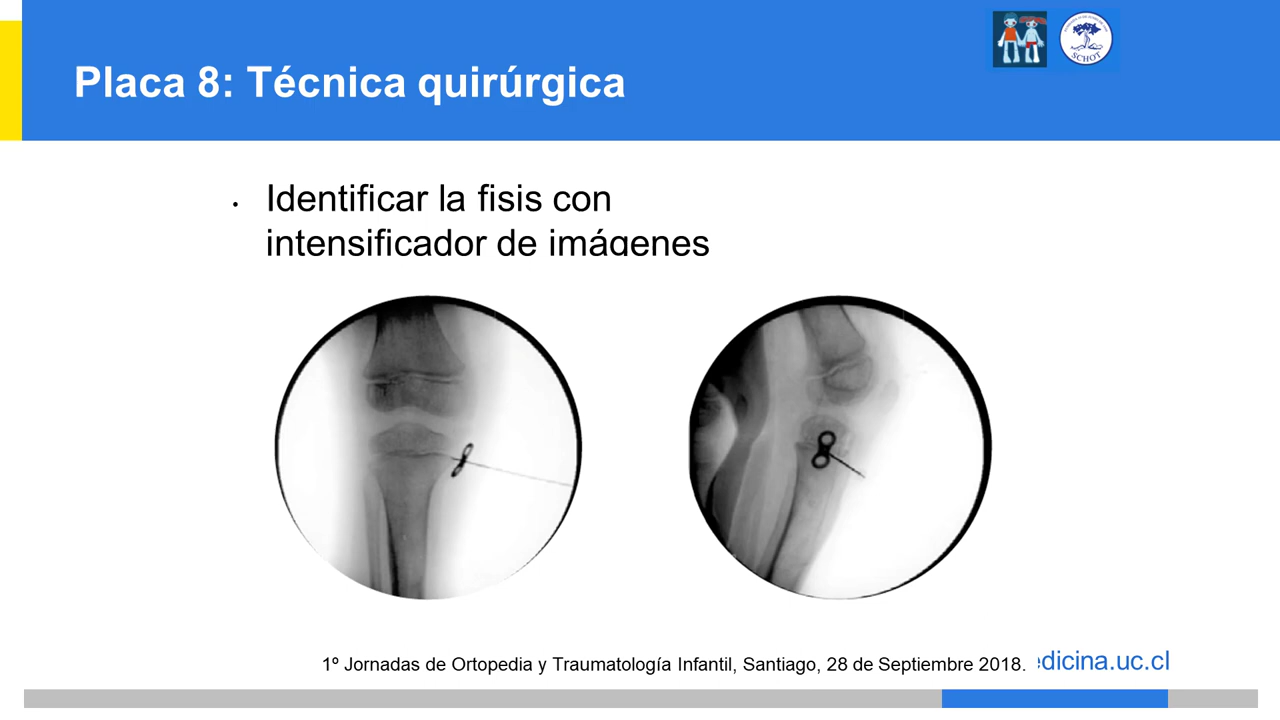 Placa 8: Técnica quirúrgica
SCHOT
• Identificar la fisis con
intensificador de imágenes
1º Jornadas de Ortopedia y Traumatología Infantil, Santiago, 28 de Septiembre 2018.
dicina.uc.cl